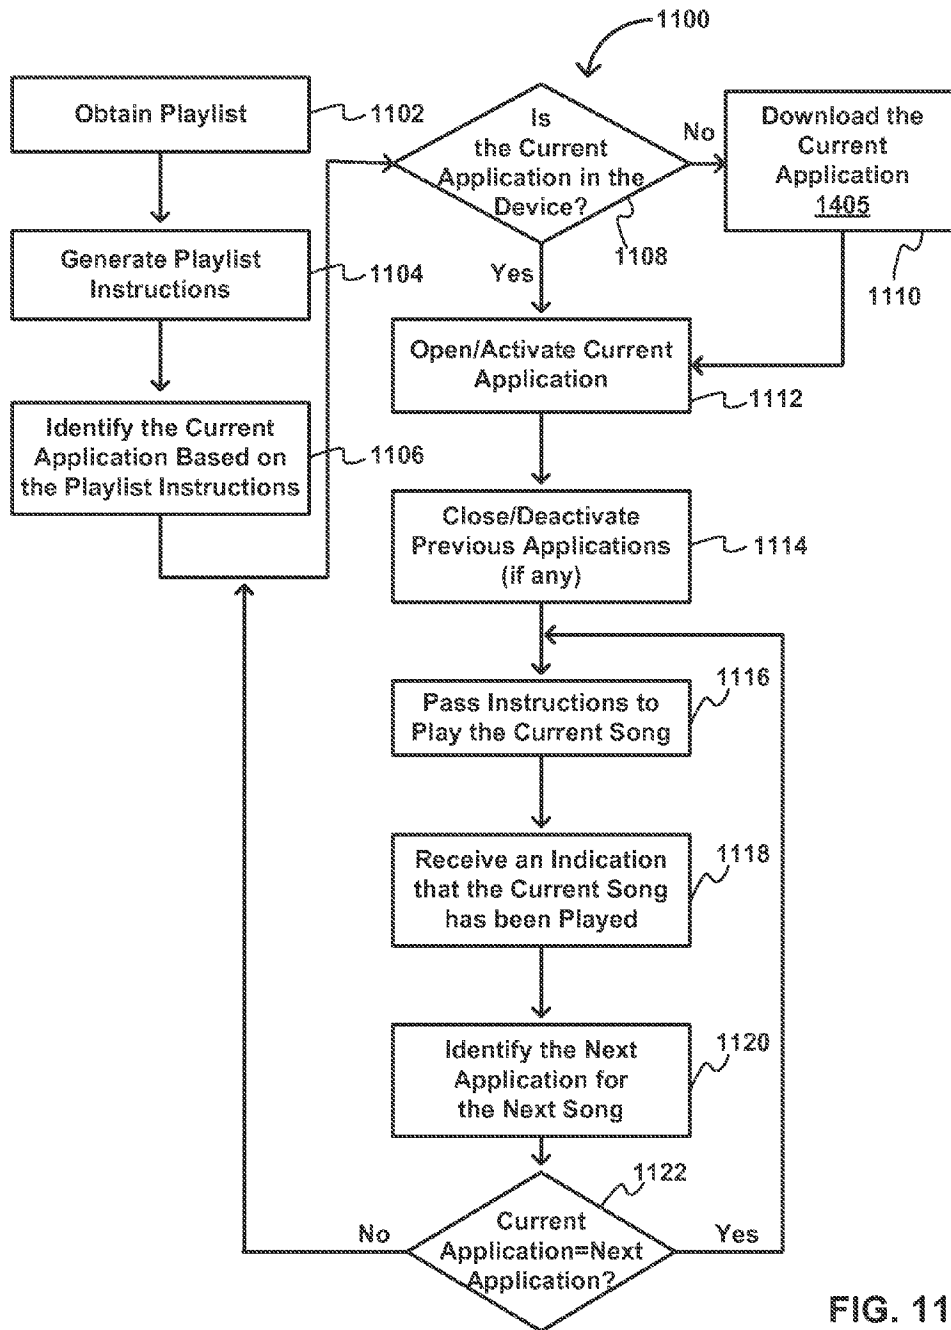 1100
Obtain Playlist
1102
Generate Playlist
Instructions
1104
Identify the Current
Application Based on
the Playlist Instructions
1106
Is
the Current
Application in the
Device?
1108
No
Yes
Download the
Current
Application
1405
1110
Open/Activate Current
Application
1112
Close/Deactivate
Previous Applications
(if any)
1114
Pass Instructions to
Play the Current Song
1116
Receive an Indication
that the Current Song
has been Played
1118
Identify the Next
Application for
the Next Song
1120
Current
Application=Next
Application?
1122
No
Yes
FIG. 11